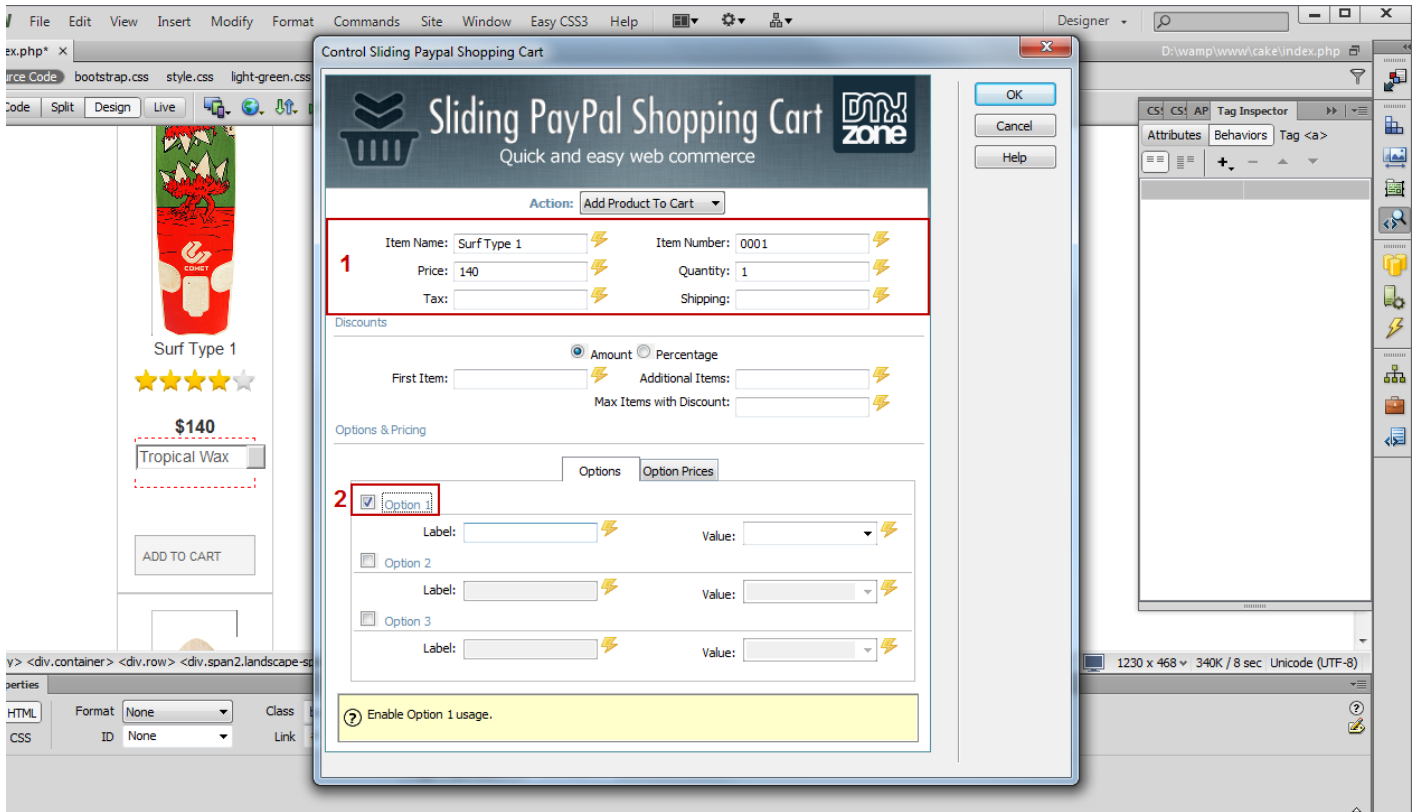 File Edit View Insert Modify Format Commands Site Window Easy CSS3 Help Designer
ex.php* × D:\wamp\www\cake\index.php
urce Code bootstrap.css style.css light-green.css
Code Split Design Live
Control Sliding Paypal Shopping Cart
Sliding PayPal Shopping Cart DMX zone
Quick and easy web commerce
OK
Cancel
Help
Action: Add Product To Cart
1
Item Name: Surf Type 1 Item Number: 0001
Price: 140 Quantity: 1
Tax: Shipping:
Discounts
Amount Percentage
First Item: Additional Items:
Max Items with Discount:
Options & Pricing
Options Option Prices
2 Option 1
Label: Value:
Option 2
Label: Value:
Option 3
Label: Value:
Enable Option 1 usage.
COMET
Surf Type 1
$140
Tropical Wax
ADD TO CART
CS CS AP Tag Inspector
Attributes Behaviors Tag <a>
y> <div.container> <div.row> <div.span2.landscape-sp
1230 x 468 340K / 8 sec Unicode (UTF-8)
perties
HTML Format None Class
CSS ID None Link